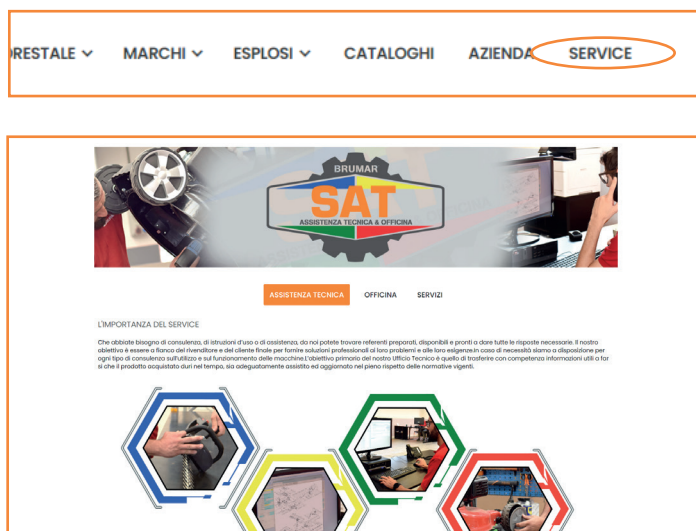 RESTALE MARCHI ESPLOSI CATALOGHI AZIENDA SERVICE
BRUMAR
SAT
ASSISTENZA TECNICA & OFFICINA
ASSISTENZA TECNICA OFFICINA SERVIZI
L'IMPORTANZA DEL SERVICE
Che abbiate bisogno di consulenza, di istruzioni d'uso o di assistenza, da noi potete trovare referenti preparati, disponibili e pronti a dare tutte le risposte necessarie. Il nostro
obiettivo è essere a fianco del rivenditore e del cliente finale per fornire soluzioni professionali ai loro problemi e alle loro esigenze.In caso di necessità siamo a disposizione per
ogni tipo di consulenza sull'utilizzo e sul funzionamento delle macchine.L'obiettivo primario del nostro Ufficio Tecnico è quello di trasferire con competenza informazioni utili a far
si che il prodotto acquistato duri nel tempo, sia adeguatamente assistito ed aggiornato nel pieno rispetto delle normative vigenti.